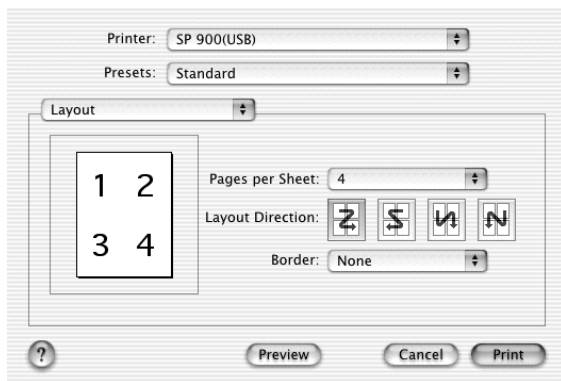 Printer: SP 900(USB)
Presets: Standard
Layout
1 2
3 4
Pages per Sheet: 4
Layout Direction:
Border: None
? Preview Cancel Print